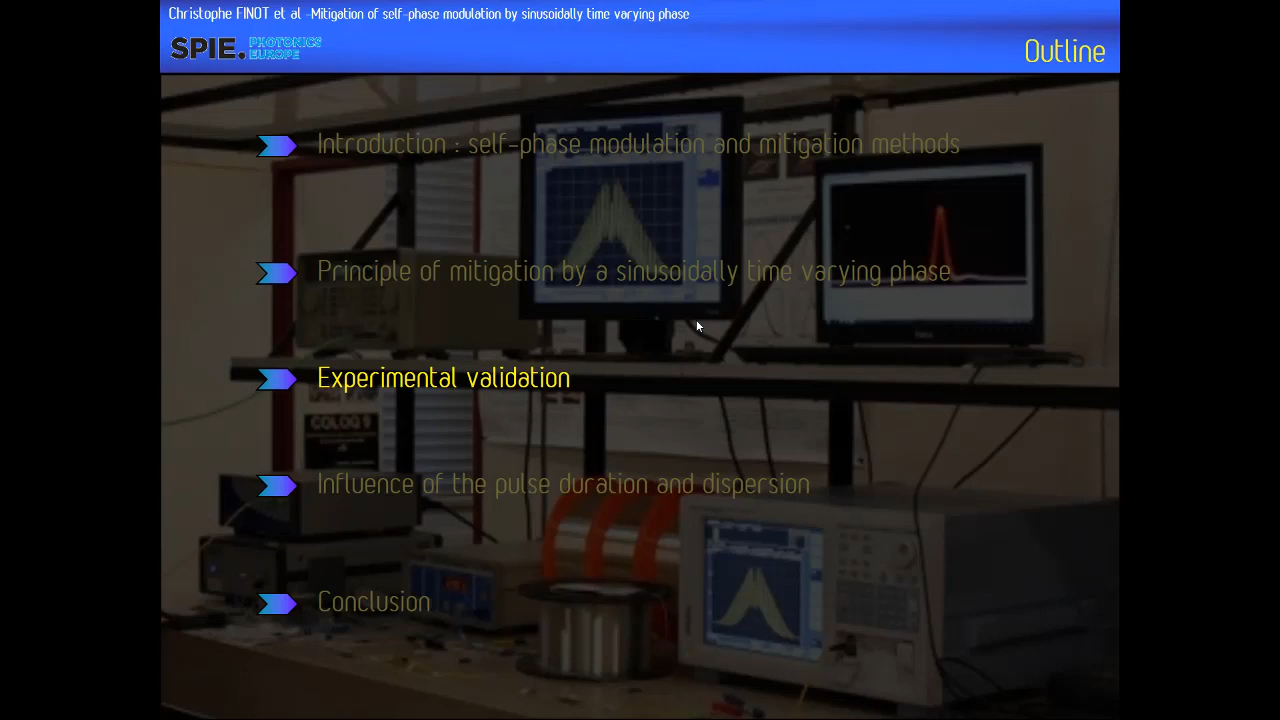 Christophe FINOT et al -Mitigation of self-phase modulation by sinusoidally time varying phase
SPIE. PHOTONICS
EUROPE
Outline
Introduction : self-phase modulation and mitigation methods
Principle of mitigation by a sinusoidally time varying phase
Experimental validation
COLOQ 9
Influence of the pulse duration and dispersion
Conclusion